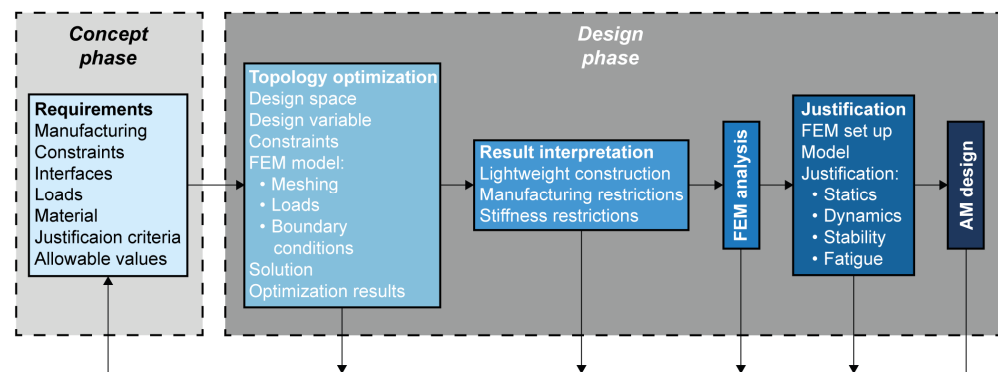 Concept
phase
Requirements
Manufacturing
Constraints
Interfaces
Loads
Material
Justificaion criteria
Allowable values
Design
phase
Topology optimization
Design space
Design variable
Constraints
FEM model:
• Meshing
• Loads
• Boundary
conditions
Solution
Optimization results
Result interpretation
Lightweight construction
Manufacturing restrictions
Stiffness restrictions
FEM analysis
Justification
FEM set up
Model
Justification:
• Statics
• Dynamics
• Stability
• Fatigue
AM design